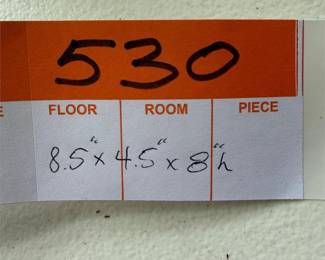 530
E FLOOR ROOM PIECE
8.5" x 4.5" x 8" h